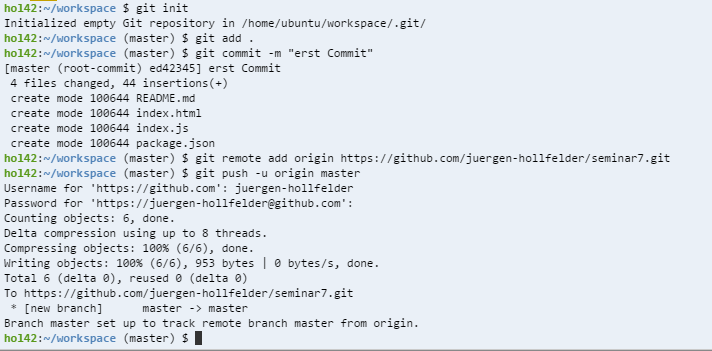 hol42:~/workspace $ git init
Initialized empty Git repository in /home/ubuntu/workspace/.git/
hol42:~/workspace (master) $ git add .
hol42:~/workspace (master) $ git commit -m "erst Commit"
[master (root-commit) ed42345] erst Commit
 4 files changed, 44 insertions(+)
 create mode 100644 README.md
 create mode 100644 index.html
 create mode 100644 index.js
 create mode 100644 package.json
hol42:~/workspace (master) $ git remote add origin https://github.com/juergen-hollfelder/seminar7.git
hol42:~/workspace (master) $ git push -u origin master
Username for 'https://github.com': juergen-hollfelder
Password for 'https://juergen-hollfelder@github.com':
Counting objects: 6, done.
Delta compression using up to 8 threads.
Compressing objects: 100% (6/6), done.
Writing objects: 100% (6/6), 953 bytes | 0 bytes/s, done.
Total 6 (delta 0), reused 0 (delta 0)
To https://github.com/juergen-hollfelder/seminar7.git
 * [new branch]      master -> master
Branch master set up to track remote branch master from origin.
hol42:~/workspace (master) $